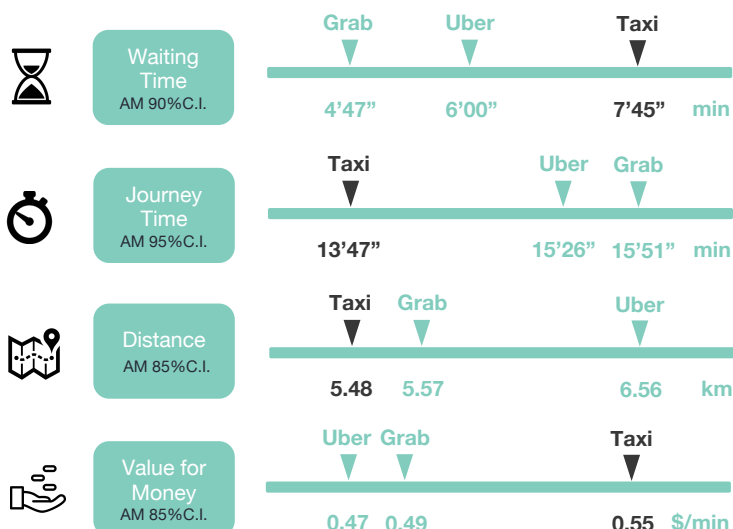 Grab Uber Taxi
Waiting
Time
AM 90%C.I.
4’47” 6’00” 7’45” min
Taxi Uber Grab
Journey
Time
AM 95%C.I.
13’47” 15’26” 15’51” min
Taxi Grab Uber
Distance
AM 85%C.I.
5.48 5.57 6.56 km
Uber Grab Taxi
Value for
Money
AM 85%C.I.
0.47 0.49 0.55 $/min